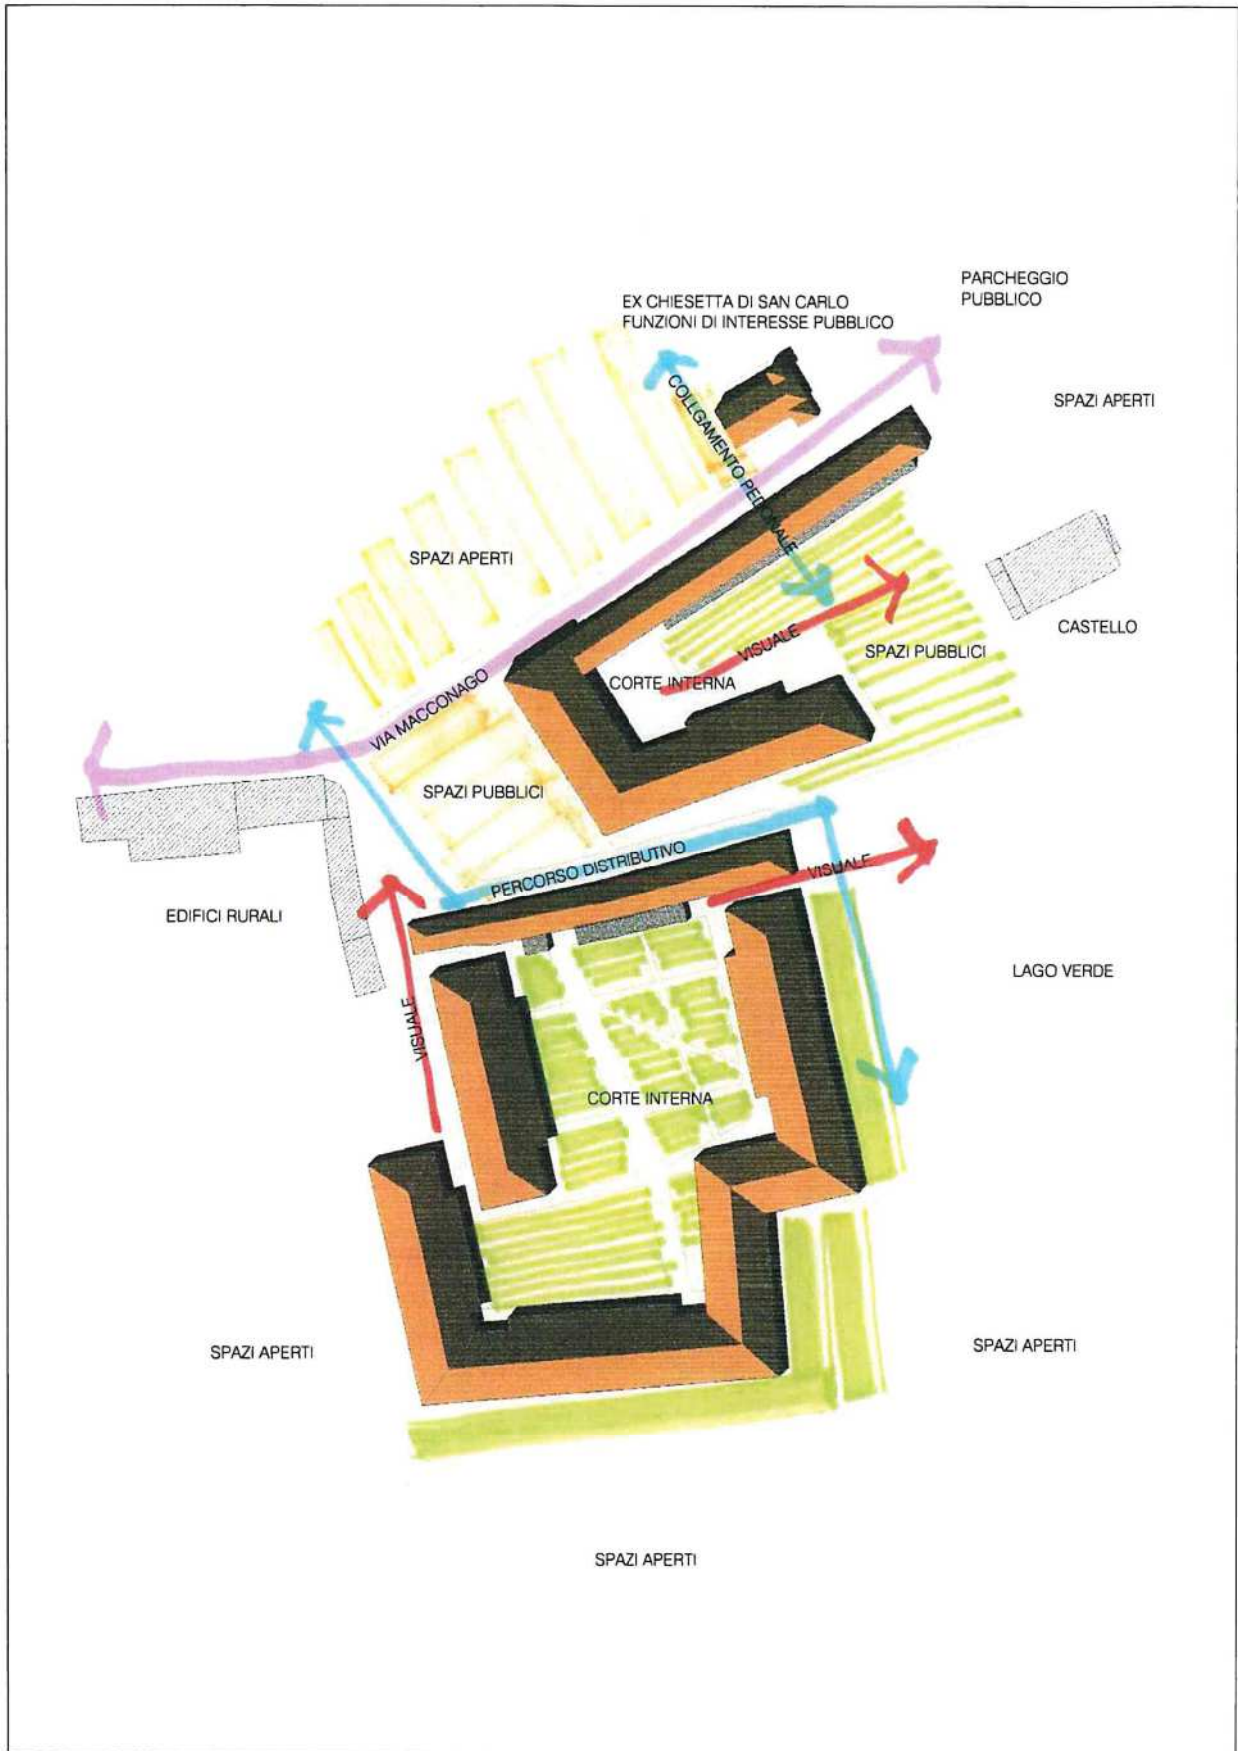 PARCHEGGIO
PUBBLICO
EX CHIESETTA DI SAN CARLO
FUNZIONI DI INTERESSE PUBBLICO
SPAZI APERTI
COLLGAMENTO PEDONALE
SPAZI APERTI
CASTELLO
VISUALE
SPAZI PUBBLICI
CORTE INTERNA
VIA MACCONAGO
SPAZI PUBBLICI
PERCORSO DISTRIBUTIVO
VISUALE
EDIFICI RURALI
LAGO VERDE
VISUALE
CORTE INTERNA
SPAZI APERTI
SPAZI APERTI
SPAZI APERTI